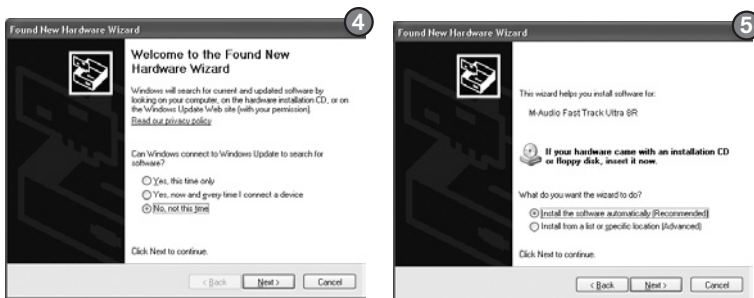 Found New Hardware Wizard
4
Welcome to the Found New
Hardware Wizard
Windows will search for current and updated software by
looking on your computer, on the hardware installation CD, or on
the Windows Update Web site (with your permission).
Read our privacy policy
Can Windows connect to Windows Update to search for
software?
Yes, this time only
Yes, now and every time I connect a device
No, not this time
Click Next to continue.
< Back
Next >
Cancel
Found New Hardware Wizard
5
This wizard helps you install software for:
M-Audio Fast Track Ultra 8R
If your hardware came with an installation CD
or floppy disk, insert it now.
What do you want the wizard to do?
Install the software automatically (Recommended)
Install from a list or specific location (Advanced)
Click Next to continue.
< Back
Next >
Cancel